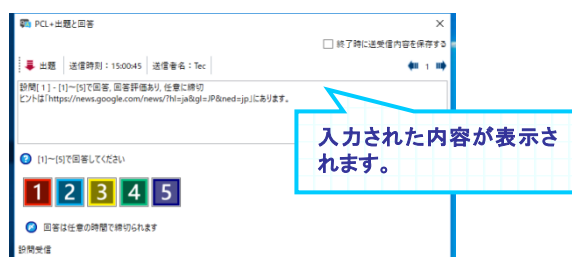 PCL+出題と回答
終了時に送受信内容を保存する
出題 送信時刻:15:00:45 送信者名:Tec 1
設問[ 1 ] - [1]~[5]で回答, 回答評価あり, 任意に締切
ヒントは「https://news.google.com/news/?hl=ja&gl=JP&ned=jp」にあります。
入力された内容が表示さ
れます。
[1]~[5]で回答してください
1 2 3 4 5
回答は任意の時間で締切られます
設問受信